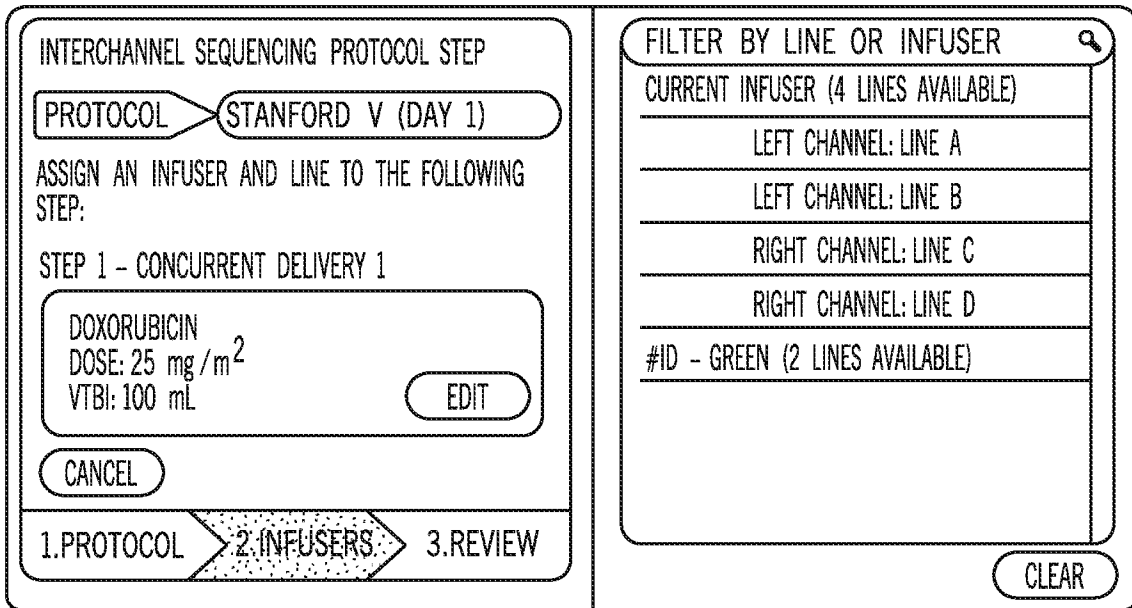 INTERCHANNEL SEQUENCING PROTOCOL STEP
PROTOCOL
STANFORD V (DAY 1)
ASSIGN AN INFUSER AND LINE TO THE FOLLOWING
STEP:
STEP 1 – CONCURRENT DELIVERY 1
DOXORUBICIN
DOSE: 25 mg/m²
VTBI: 100 mL
EDIT
CANCEL
1.PROTOCOL
2.INFUSERS
3.REVIEW
FILTER BY LINE OR INFUSER
CURRENT INFUSER (4 LINES AVAILABLE)
LEFT CHANNEL: LINE A
LEFT CHANNEL: LINE B
RIGHT CHANNEL: LINE C
RIGHT CHANNEL: LINE D
#ID – GREEN (2 LINES AVAILABLE)
CLEAR